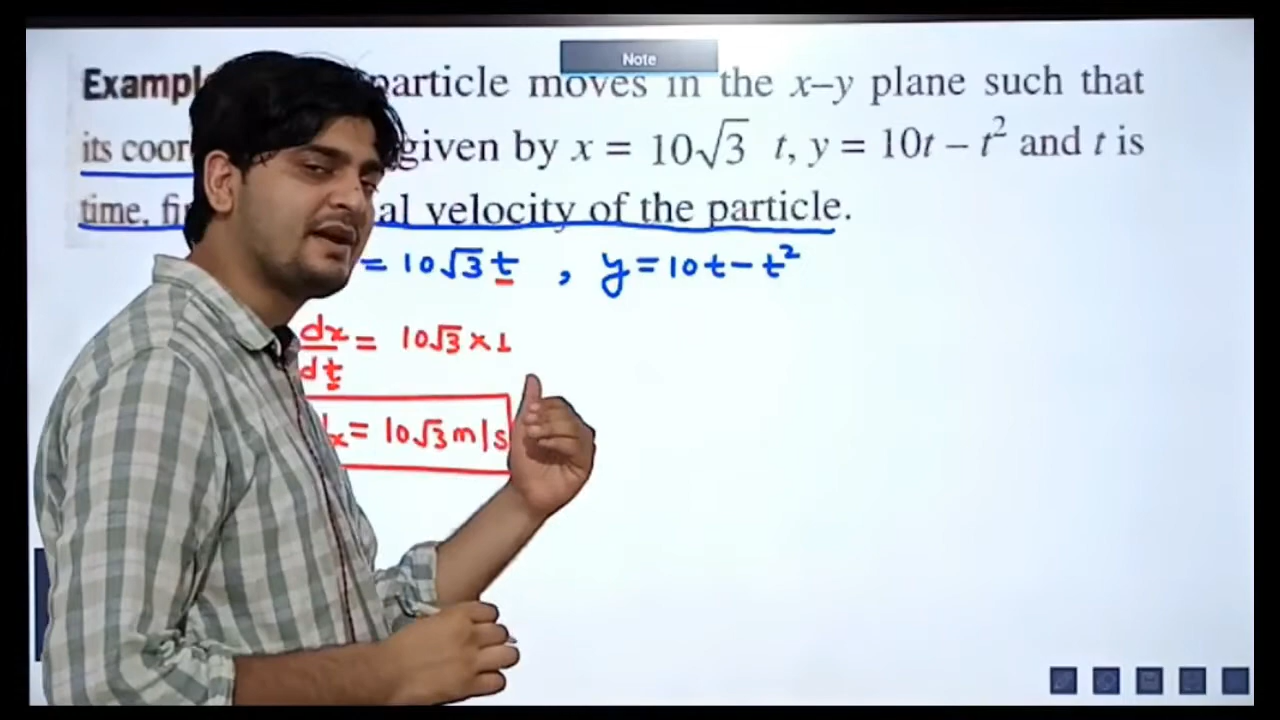 Note
Exampl particle moves in the x–y plane such that
its coor given by x = 10√3 t, y = 10t – t² and t is
time, fi al velocity of the particle.
= 10√3 t , y = 10t – t²
dx/dt = 10√3 × 1
x = 10√3 m/s